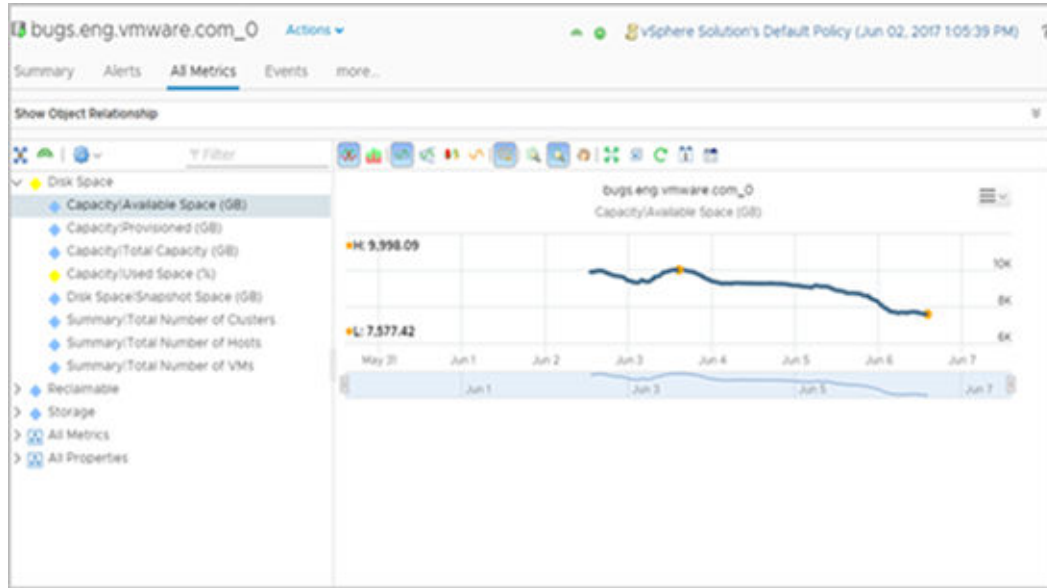 bugs.eng.vmware.com_0 Actions vSphere Solution's Default Policy (Jun 02, 2017 1:05:39 PM) ?
Summary Alerts All Metrics Events more...
Show Object Relationship
Filter
Disk Space
Capacity|Available Space (GB)
Capacity|Provisioned (GB)
Capacity|Total Capacity (GB)
Capacity|Used Space (%)
Disk Space|Snapshot Space (GB)
Summary|Total Number of Clusters
Summary|Total Number of Hosts
Summary|Total Number of VMs
Reclaimable
Storage
All Metrics
All Properties
bugs.eng.vmware.com_0
Capacity|Available Space (GB)
H: 9,998.09
10K
8K
L: 7,577.42
6K
May 31 Jun 1 Jun 2 Jun 3 Jun 4 Jun 5 Jun 6 Jun 7
Jun 1 Jun 3 Jun 5 Jun 7